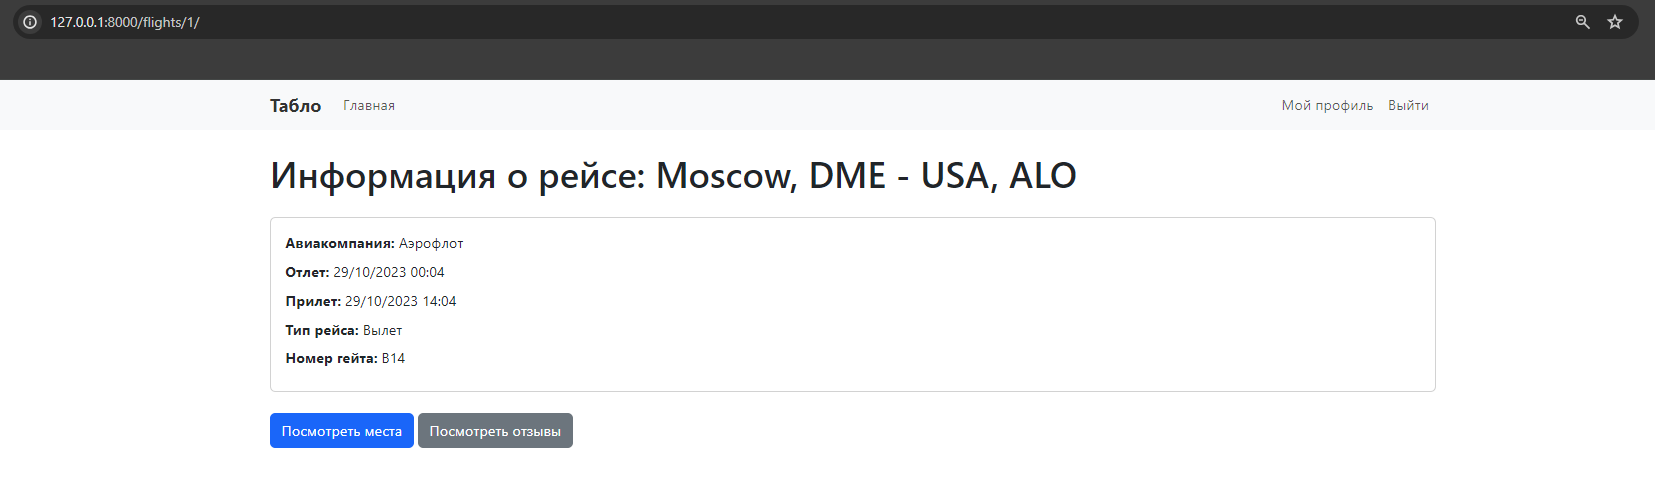 127.0.0.1:8000/flights/1/
Табло Главная Мой профиль Выйти
Информация о рейсе: Moscow, DME - USA, ALO
Авиакомпания: Аэрофлот
Отлет: 29/10/2023 00:04
Прилет: 29/10/2023 14:04
Тип рейса: Вылет
Номер гейта: B14
Посмотреть места Посмотреть отзывы